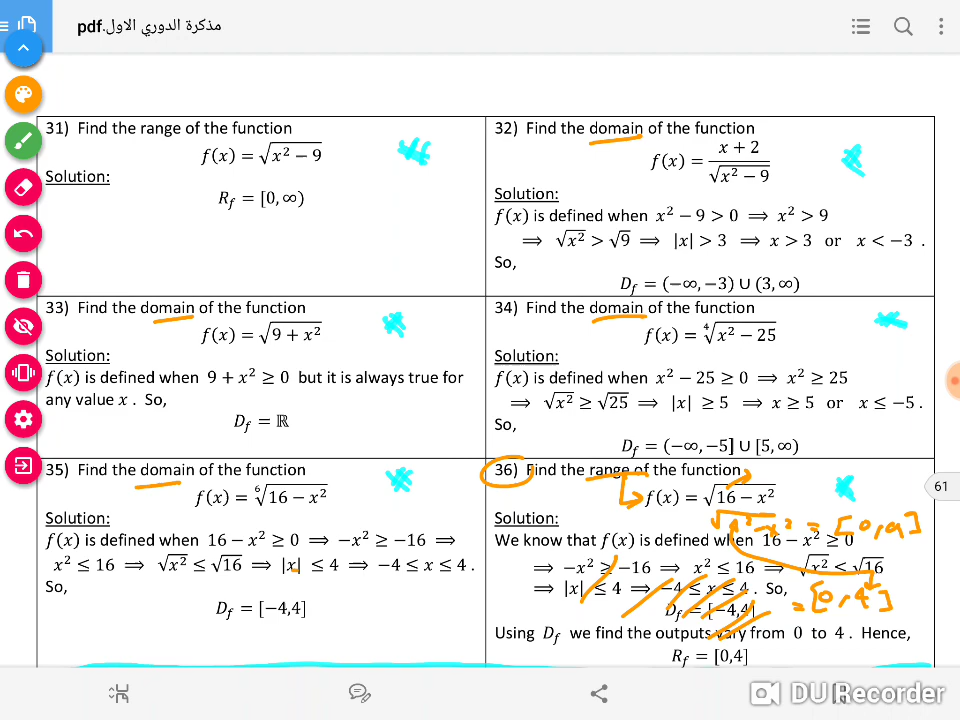 مذكرة الدوري الاول.pdf
31) Find the range of the function
f(x) = √(x² − 9)
Solution:
R_f = [0, ∞)
32) Find the domain of the function
f(x) = (x + 2)/√(x² − 9)
Solution:
f(x) is defined when x² − 9 > 0 ⟹ x² > 9
⟹ √x² > √9 ⟹ |x| > 3 ⟹ x > 3 or x < −3 .
So,
D_f = (−∞, −3) ∪ (3, ∞)
33) Find the domain of the function
f(x) = √(9 + x²)
Solution:
f(x) is defined when 9 + x² ≥ 0 but it is always true for
any value x . So,
D_f = ℝ
34) Find the domain of the function
f(x) = ⁴√(x² − 25)
Solution:
f(x) is defined when x² − 25 ≥ 0 ⟹ x² ≥ 25
⟹ √x² ≥ √25 ⟹ |x| ≥ 5 ⟹ x ≥ 5 or x ≤ −5 .
So,
D_f = (−∞, −5] ∪ [5, ∞)
35) Find the domain of the function
f(x) = ⁶√(16 − x²)
Solution:
f(x) is defined when 16 − x² ≥ 0 ⟹ −x² ≥ −16 ⟹
x² ≤ 16 ⟹ √x² ≤ √16 ⟹ |x| ≤ 4 ⟹ −4 ≤ x ≤ 4 .
So,
D_f = [−4,4]
36) Find the range of the function
f(x) = √(16 − x²)
= [0, a]
Solution:
We know that f(x) is defined when 16 − x² ≥ 0
⟹ −x² ≥ −16 ⟹ x² ≤ 16 ⟹ √x² ≤ √16
⟹ |x| ≤ 4 ⟹ −4 ≤ x ≤ 4 . So,
D_f = [−4,4]
= [0, 4]
Using D_f we find the outputs vary from 0 to 4 . Hence,
R_f = [0,4]
61
DU Recorder